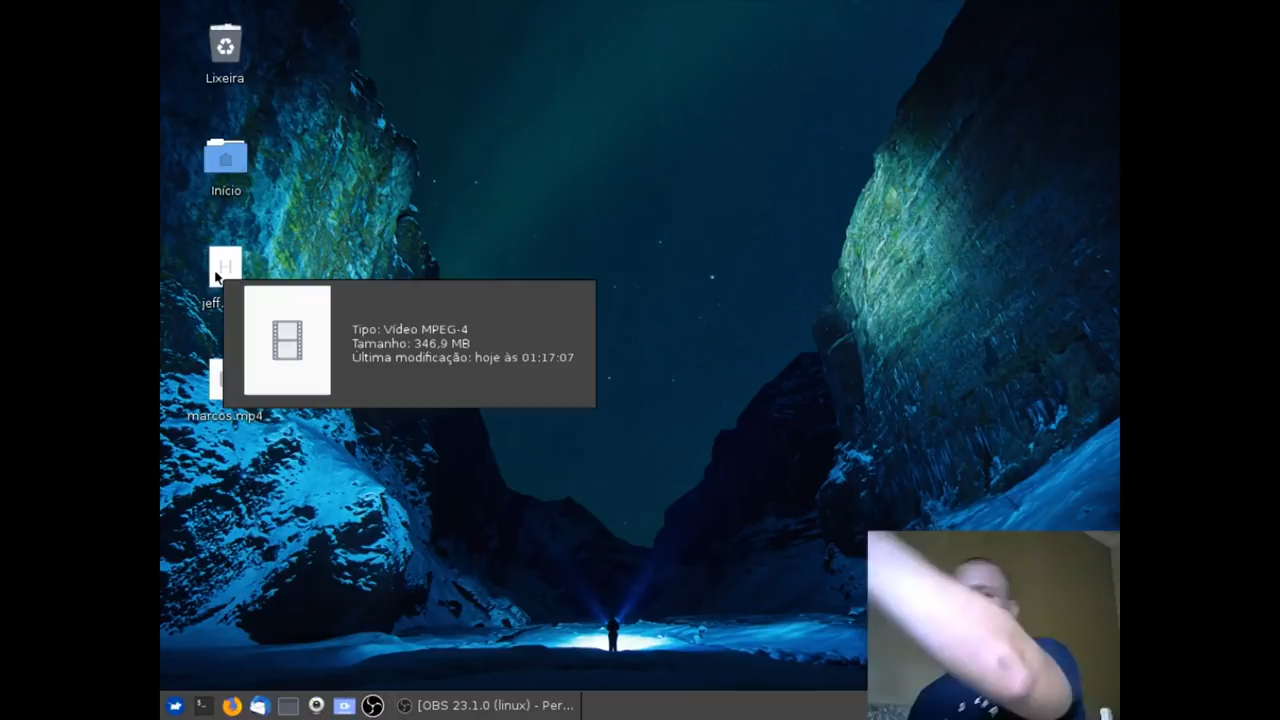 Lixeira
Início
jeff.
Tipo: Vídeo MPEG-4
Tamanho: 346,9 MB
Última modificação: hoje às 01:17:07
marcos.mp4
[OBS 23.1.0 (linux) - Per...